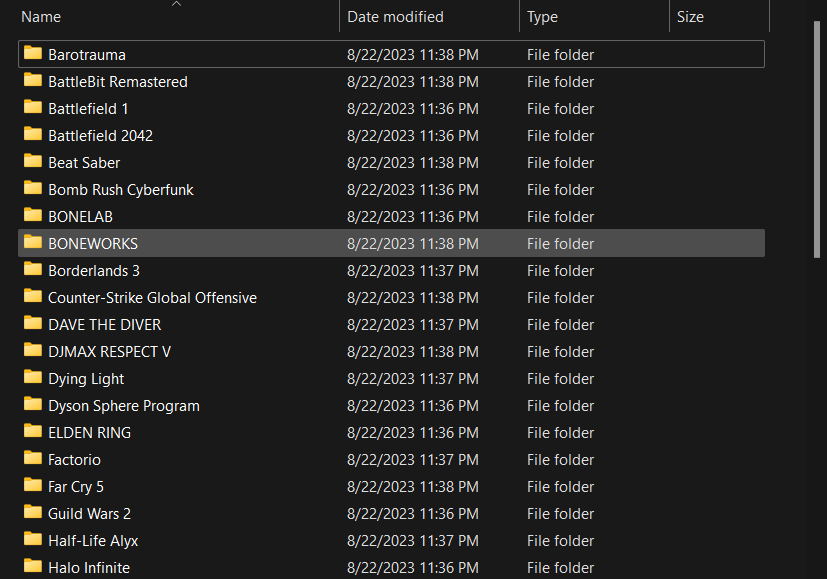 Name Date modified Type Size
Barotrauma 8/22/2023 11:38 PM File folder
BattleBit Remastered 8/22/2023 11:38 PM File folder
Battlefield 1 8/22/2023 11:36 PM File folder
Battlefield 2042 8/22/2023 11:36 PM File folder
Beat Saber 8/22/2023 11:38 PM File folder
Bomb Rush Cyberfunk 8/22/2023 11:36 PM File folder
BONELAB 8/22/2023 11:36 PM File folder
BONEWORKS 8/22/2023 11:38 PM File folder
Borderlands 3 8/22/2023 11:37 PM File folder
Counter-Strike Global Offensive 8/22/2023 11:38 PM File folder
DAVE THE DIVER 8/22/2023 11:37 PM File folder
DJMAX RESPECT V 8/22/2023 11:38 PM File folder
Dying Light 8/22/2023 11:37 PM File folder
Dyson Sphere Program 8/22/2023 11:36 PM File folder
ELDEN RING 8/22/2023 11:36 PM File folder
Factorio 8/22/2023 11:37 PM File folder
Far Cry 5 8/22/2023 11:38 PM File folder
Guild Wars 2 8/22/2023 11:36 PM File folder
Half-Life Alyx 8/22/2023 11:37 PM File folder
Halo Infinite 8/22/2023 11:36 PM File folder